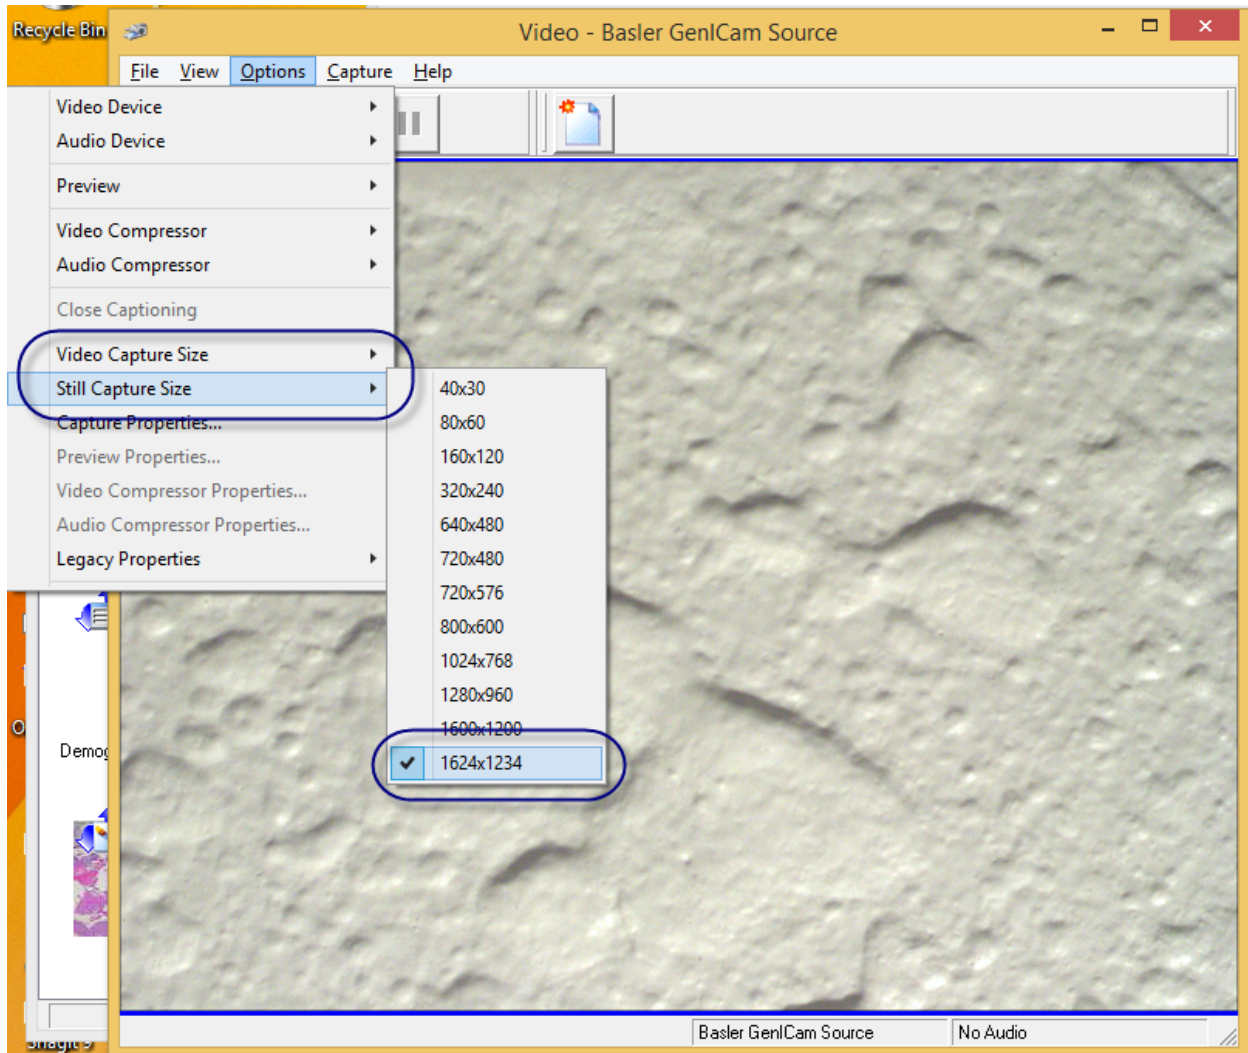 Recycle Bin
Video - Basler GenICam Source
File View Options Capture Help
Video Device
Audio Device
Preview
Video Compressor
Audio Compressor
Close Captioning
Video Capture Size
Still Capture Size
Capture Properties...
Preview Properties...
Video Compressor Properties...
Audio Compressor Properties...
Legacy Properties
40x30
80x60
160x120
320x240
640x480
720x480
720x576
800x600
1024x768
1280x960
1600x1200
1624x1234
O
Demog
Basler GenICam Source No Audio
SnagIt 9